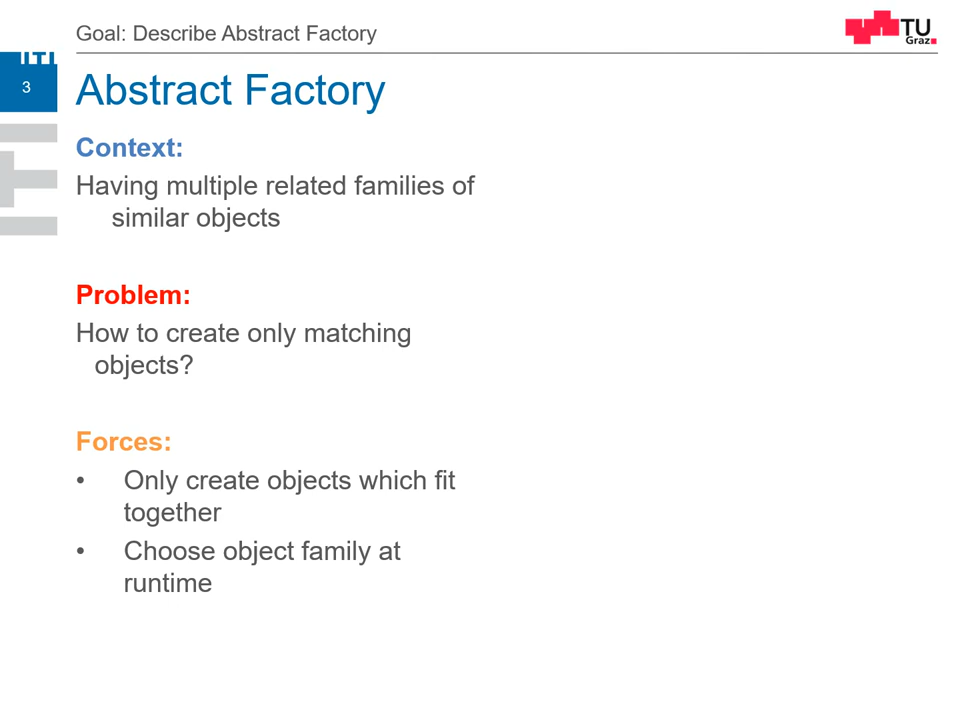 Goal: Describe Abstract Factory
TU
Graz
3
Abstract Factory
Context:
Having multiple related families of
similar objects
Problem:
How to create only matching
objects?
Forces:
• Only create objects which fit
together
• Choose object family at
runtime